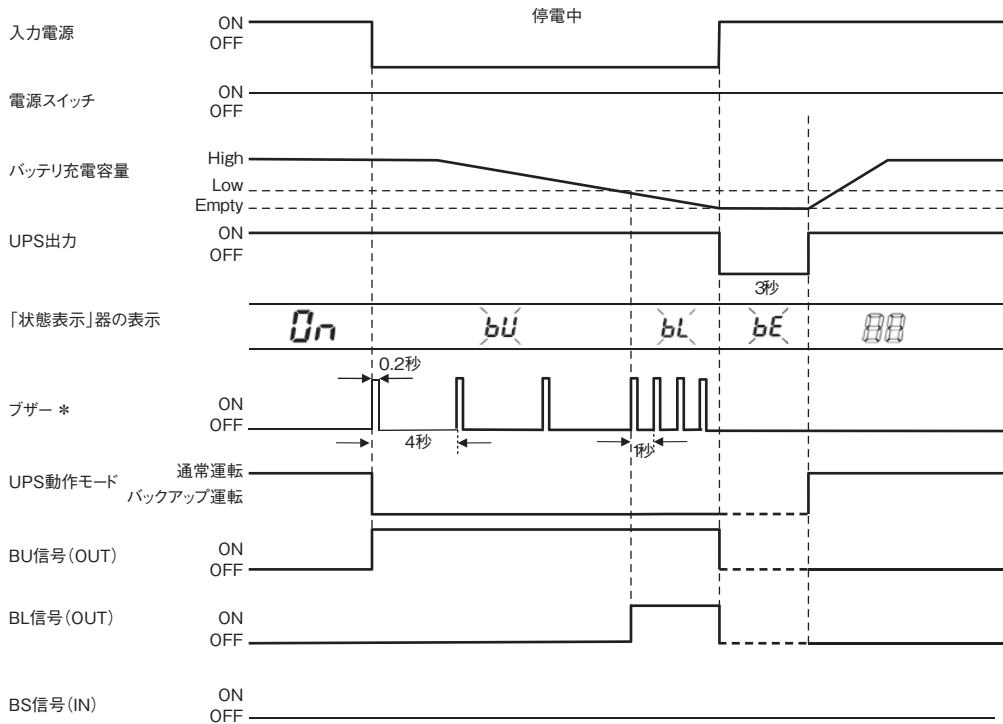 停電中
入力電源 ON
OFF
電源スイッチ ON
OFF
バッテリ充電容量 High
Low
Empty
UPS出力 ON
OFF
3秒
「状態表示」器の表示 On bU bL bE 88
0.2秒
ブザー * ON
OFF
4秒 1秒
UPS動作モード 通常運転
バックアップ運転
BU信号(OUT) ON
OFF
BL信号(OUT) ON
OFF
BS信号(IN) ON
OFF